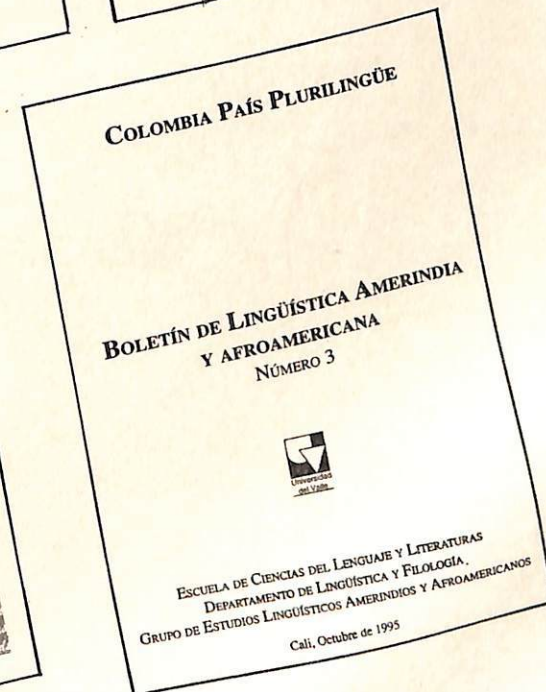 COLOMBIA PAÍS PLURILINGÜE
BOLETÍN DE LINGÜÍSTICA AMERINDIA
Y AFROAMERICANA
NÚMERO 3
Universidad
del Valle
ESCUELA DE CIENCIAS DEL LENGUAJE Y LITERATURAS
DEPARTAMENTO DE LINGÜÍSTICA Y FILOLOGÍA,
GRUPO DE ESTUDIOS LINGÜÍSTICOS AMERINDIOS Y AFROAMERICANOS
Cali, Octubre de 1995